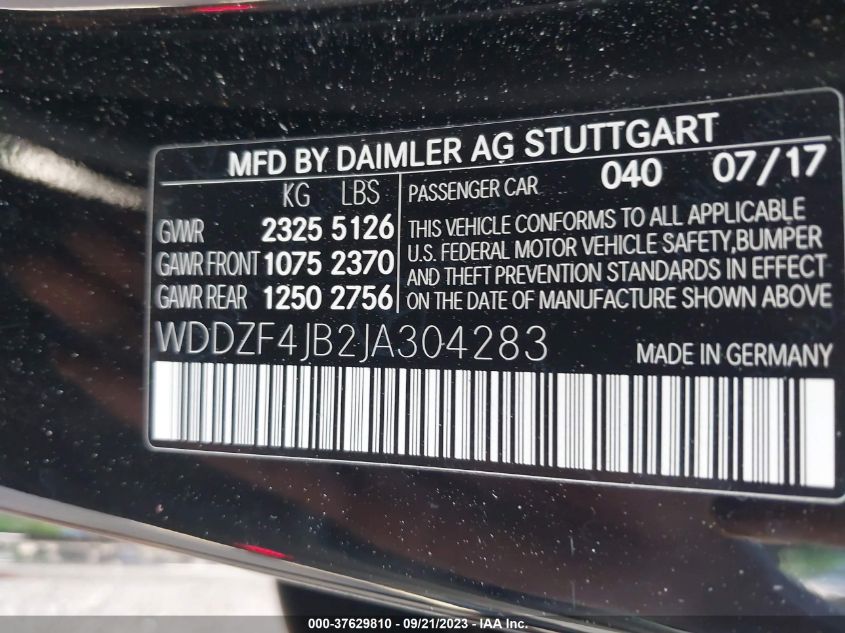 MFD BY DAIMLER AG STUTTGART
KG LBS
GVWR 2325 5126
GAWR FRONT 1075 2370
GAWR REAR 1250 2756
PASSENGER CAR 040 07/17
THIS VEHICLE CONFORMS TO ALL APPLICABLE
U.S. FEDERAL MOTOR VEHICLE SAFETY,BUMPER
AND THEFT PREVENTION STANDARDS IN EFFECT
ON THE DATE OF MANUFACTURE SHOWN ABOVE
WDDZF4JB2JA304283 MADE IN GERMANY
000-37629810 - 09/21/2023 - IAA, Inc.